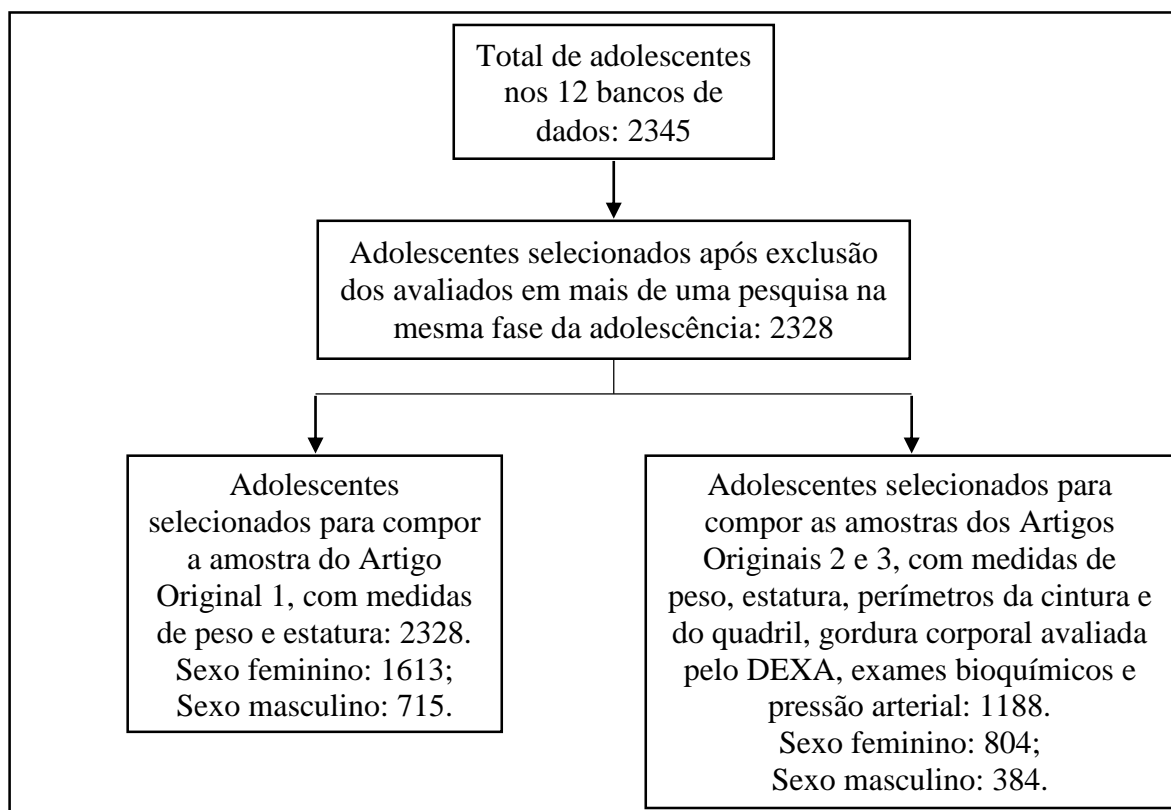 Total de adolescentes
nos 12 bancos de
dados: 2345
Adolescentes selecionados após exclusão
dos avaliados em mais de uma pesquisa na
mesma fase da adolescência: 2328
Adolescentes
selecionados para compor
a amostra do Artigo
Original 1, com medidas
de peso e estatura: 2328.
Sexo feminino: 1613;
Sexo masculino: 715.
Adolescentes selecionados para
compor as amostras dos Artigos
Originais 2 e 3, com medidas de
peso, estatura, perímetros da cintura e
do quadril, gordura corporal avaliada
pelo DEXA, exames bioquímicos e
pressão arterial: 1188.
Sexo feminino: 804;
Sexo masculino: 384.